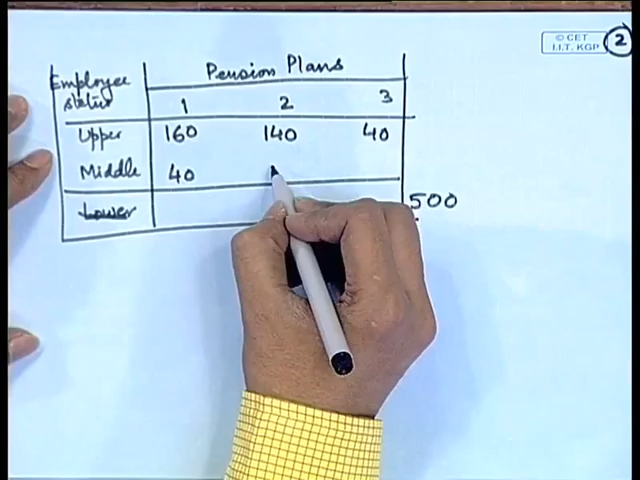 © CET
I.I.T. KGP
2
Pension Plans
Employee
status
1 2 3
Upper 160 140 40
Middle 40
Lower
500